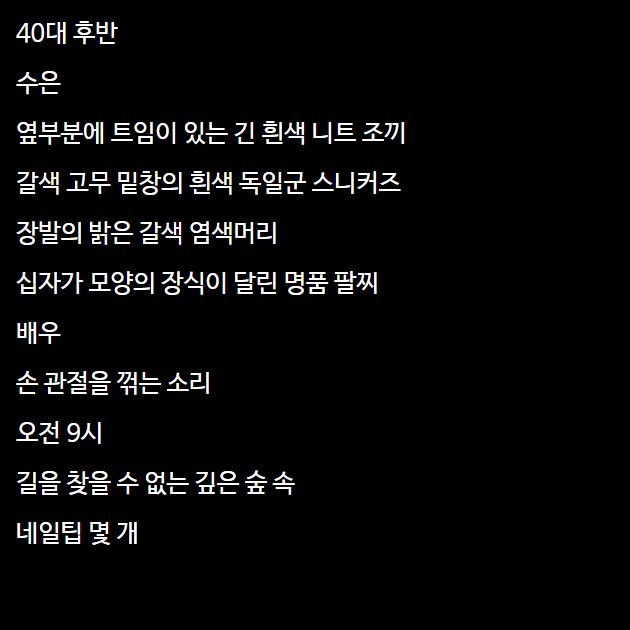 40대 후반
수은
옆부분에 트임이 있는 긴 흰색 니트 조끼
갈색 고무 밑창의 흰색 독일군 스니커즈
장발의 밝은 갈색 염색머리
십자가 모양의 장식이 달린 명품 팔찌
배우
손 관절을 꺾는 소리
오전 9시
길을 찾을 수 없는 깊은 숲 속
네일팁 몇 개